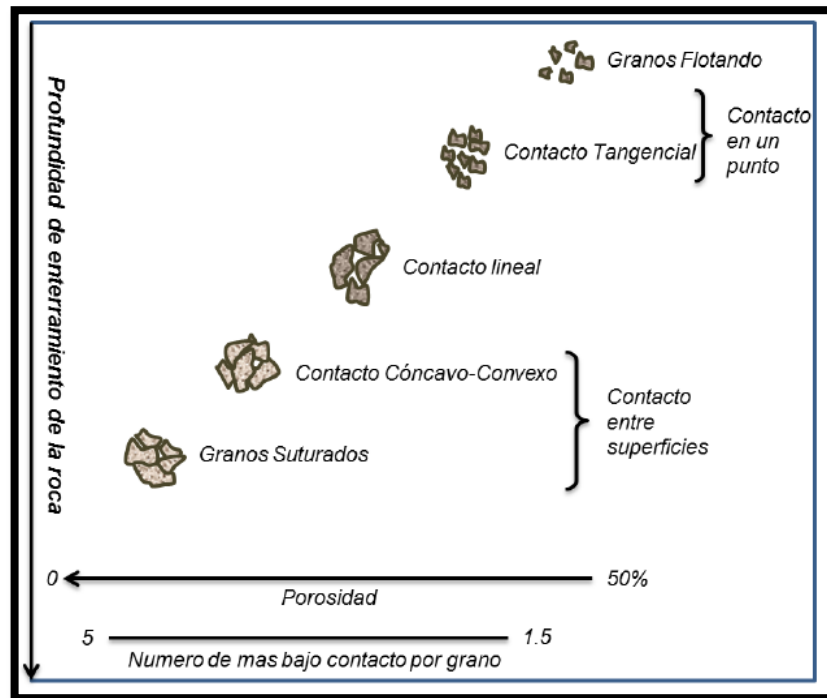 Profundidad de enterramiento de la roca
Granos Flotando
Contacto Tangencial
Contacto
en un
punto
Contacto lineal
Contacto Cóncavo-Convexo
Granos Suturados
Contacto
entre
superficies
0
50%
Porosidad
5
1.5
Numero de mas bajo contacto por grano